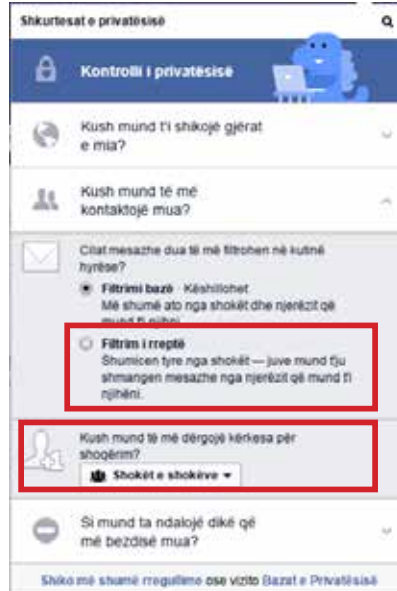 Shkurtesat e privatësisë
Kontrolli i privatësisë
Kush mund t'i shikojë gjërat
e mia?
Kush mund të më
kontaktojë mua?
Cilat mesazhe dua të më filtrohen në kutinë
hyrëse?
Filtrimi bazë · Këshillohet
Më shumë ato nga shokët dhe njerëzit që
mund t'i njihni.
Filtrim i rreptë
Shumicen tyre nga shokët — juve mund t'ju
shmangen mesazhe nga njerëzit që mund t'i
njihëni.
Kush mund të më dërgojë kërkesa për
shoqërim?
Shokët e shokëve
Si mund ta ndalojë dikë që
më bezdisë mua?
Shiko më shumë rregullime ose vizito Bazat e Privatësisë